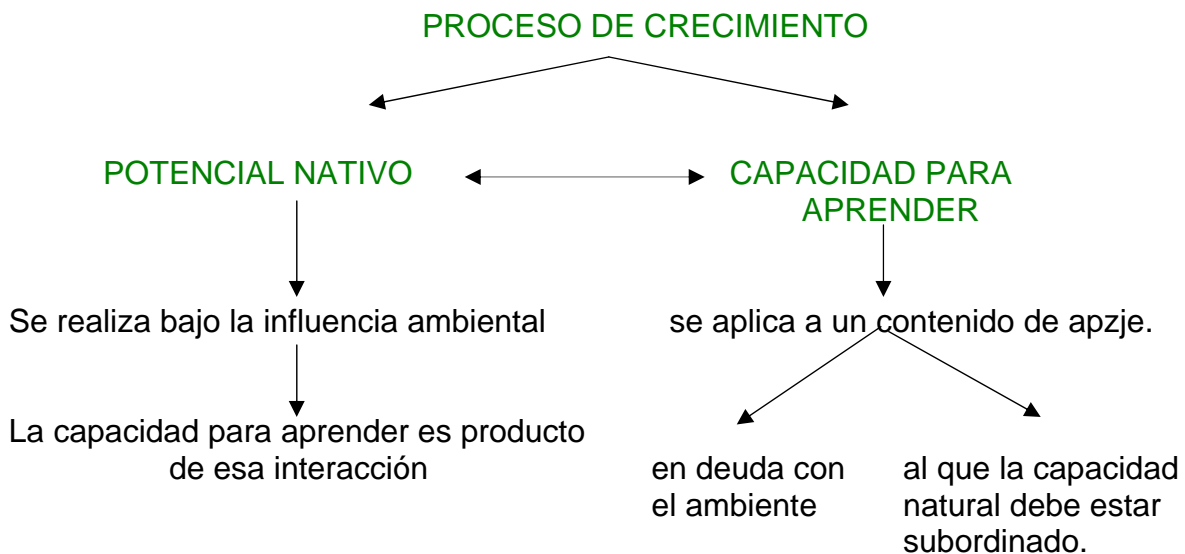 PROCESO DE CRECIMIENTO
POTENCIAL NATIVO
CAPACIDAD PARA
APRENDER
Se realiza bajo la influencia ambiental
se aplica a un contenido de apzje.
La capacidad para aprender es producto
de esa interacción
en deuda con
el ambiente
al que la capacidad
natural debe estar
subordinado.